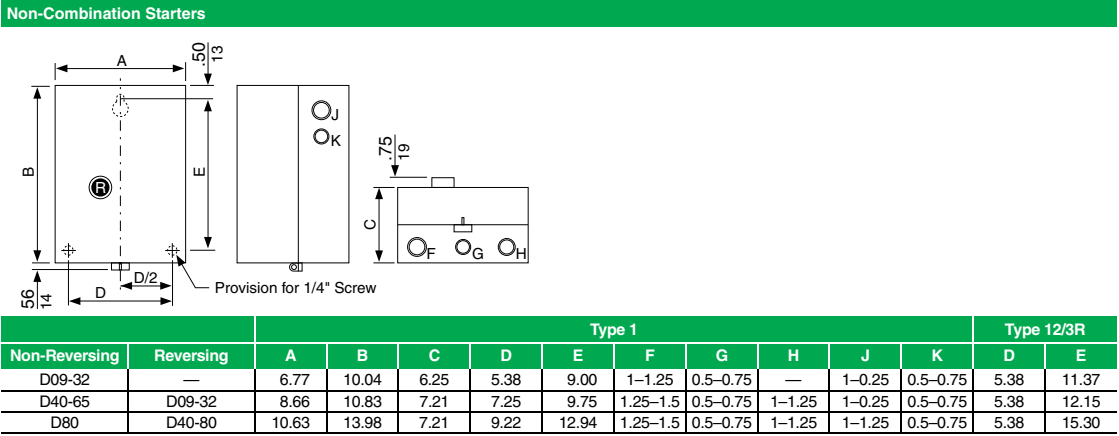 Non-Combination Starters
A
.50
13
B
E
R
J
K
.75
19
C
F
G
H
D/2
D
56
14
Provision for 1/4" Screw
Type 1 Type 12/3R
Non-Reversing Reversing A B C D E F G H J K D E
D09-32 — 6.77 10.04 6.25 5.38 9.00 1–1.25 0.5–0.75 — 1–0.25 0.5–0.75 5.38 11.37
D40-65 D09-32 8.66 10.83 7.21 7.25 9.75 1.25–1.5 0.5–0.75 1–1.25 1–0.25 0.5–0.75 5.38 12.15
D80 D40-80 10.63 13.98 7.21 9.22 12.94 1.25–1.5 0.5–0.75 1–1.25 1–1.25 0.5–0.75 5.38 15.30